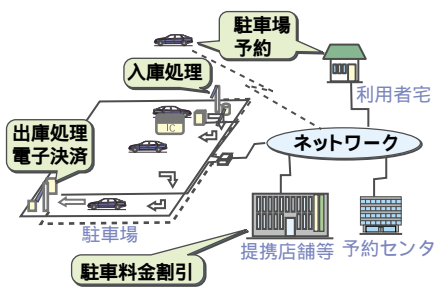 駐車場
予約
入庫処理
利用者宅
IC
出庫処理
電子決済
ネットワーク
駐車場
提携店舗等
予約センタ
駐車料金割引